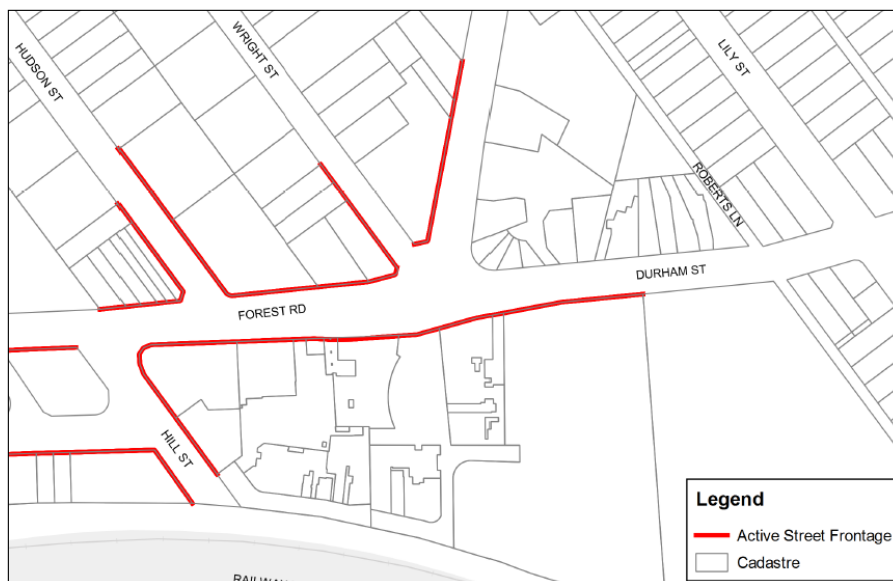 HUDSON ST
WRIGHT ST
LILY ST
ROBERTS LN
DURHAM ST
FOREST RD
HILL ST
Legend
Active Street Frontage
Cadastre